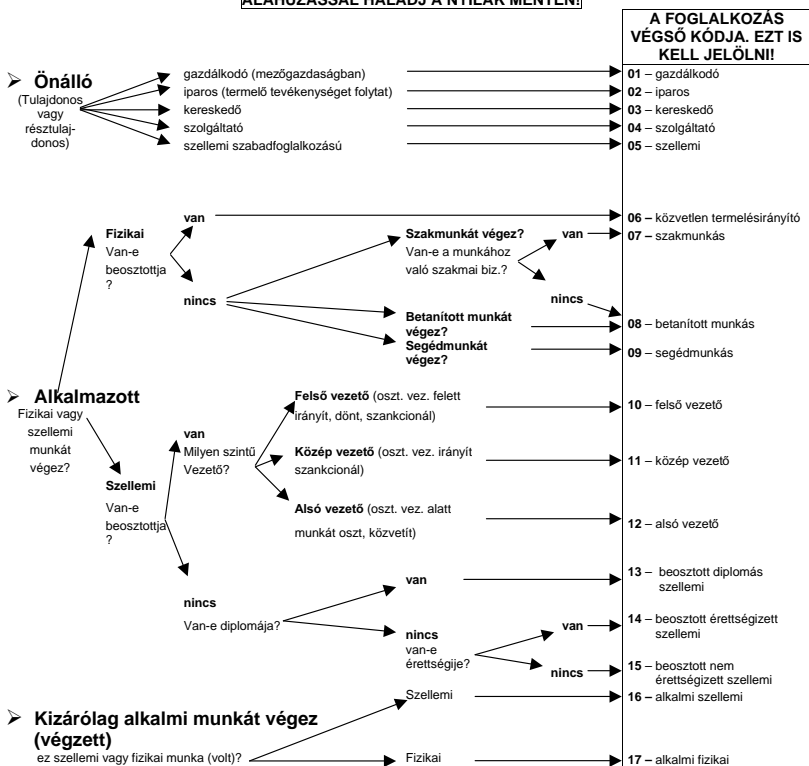 ALÁHÚZÁSSAL HALADJ A NYILAK MENTÉN!
A FOGLALKOZÁS
VÉGSŐ KÓDJA. EZT IS
KELL JELÖLNI!
➢ Önálló
(Tulajdonos
vagy
résztulaj-
donos)
gazdálkodó (mezőgazdaságban)
iparos (termelő tevékenységet folytat)
kereskedő
szolgáltató
szellemi szabadfoglalkozású
01 – gazdálkodó
02 – iparos
03 – kereskedő
04 – szolgáltató
05 – szellemi
Fizikai
Van-e
beosztottja
?
van
nincs
Szakmunkát végez?
Van-e a munkához
való szakmai biz.?
van
nincs
Betanított munkát
végez?
Segédmunkát
végez?
06 – közvetlen termelésirányító
07 – szakmunkás
08 – betanított munkás
09 – segédmunkás
➢ Alkalmazott
Fizikai vagy
szellemi
munkát
végez?
Szellemi
Van-e
beosztottja
?
van
Milyen szintű
Vezető?
Felső vezető (oszt. vez. felett
irányít, dönt, szankcionál)
Közép vezető (oszt. vez. irányít
szankcionál)
Alsó vezető (oszt. vez. alatt
munkát oszt, közvetít)
10 – felső vezető
11 – közép vezető
12 – alsó vezető
nincs
Van-e diplomája?
van
nincs
van-e
érettségije?
van
nincs
13 – beosztott diplomás
szellemi
14 – beosztott érettségizett
szellemi
15 – beosztott nem
érettségizett szellemi
➢ Kizárólag alkalmi munkát végez
(végzett)
ez szellemi vagy fizikai munka (volt)?
Szellemi
Fizikai
16 – alkalmi szellemi
17 – alkalmi fizikai